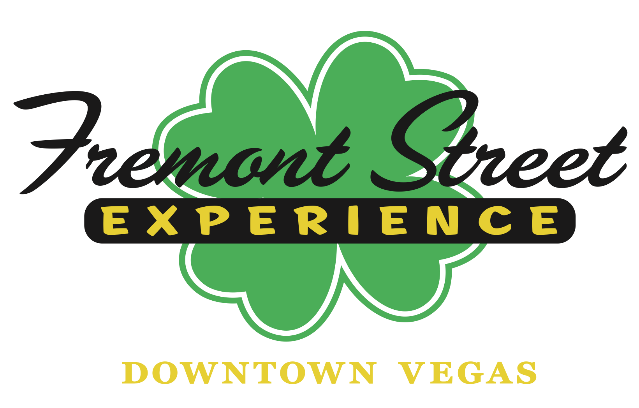 Fremont Street
EXPERIENCE
DOWNTOWN VEGAS